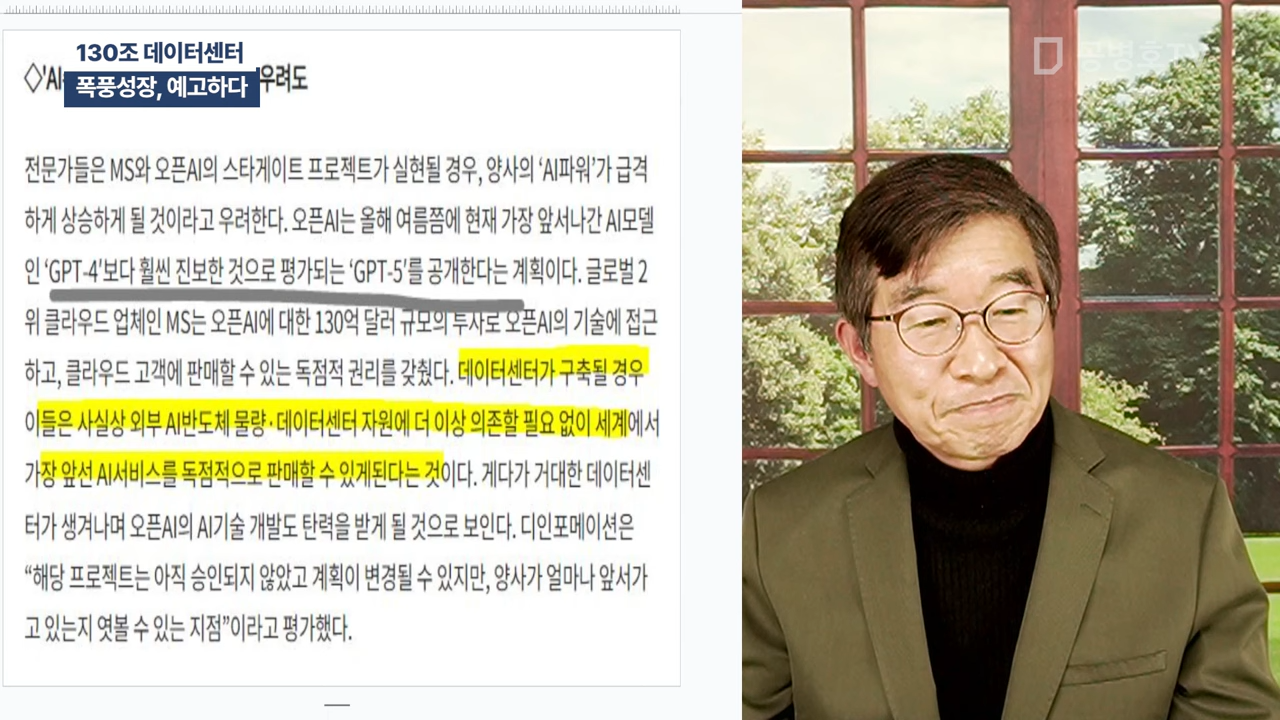 130조 데이터센터
폭풍성장, 예고하다
◇'AI
우려도
공병호TV
전문가들은 MS와 오픈AI의 스타게이트 프로젝트가 실현될 경우, 양사의 'AI파워'가 급격
하게 상승하게 될 것이라고 우려한다. 오픈AI는 올해 여름쯤에 현재 가장 앞서나간 AI모델
인 'GPT-4'보다 훨씬 진보한 것으로 평가되는 'GPT-5'를 공개한다는 계획이다. 글로벌 2
위 클라우드 업체인 MS는 오픈AI에 대한 130억 달러 규모의 투자로 오픈AI의 기술에 접근
하고, 클라우드 고객에 판매할 수 있는 독점적 권리를 갖췄다. 데이터센터가 구축될 경우
이들은 사실상 외부 AI반도체 물량·데이터센터 자원에 더 이상 의존할 필요 없이 세계에서
가장 앞선 AI서비스를 독점적으로 판매할 수 있게된다는 것이다. 게다가 거대한 데이터센
터가 생겨나며 오픈AI의 AI기술 개발도 탄력을 받게 될 것으로 보인다. 디인포메이션은
“해당 프로젝트는 아직 승인되지 않았고 계획이 변경될 수 있지만, 양사가 얼마나 앞서가
고 있는지 엿볼 수 있는 지점”이라고 평가했다.